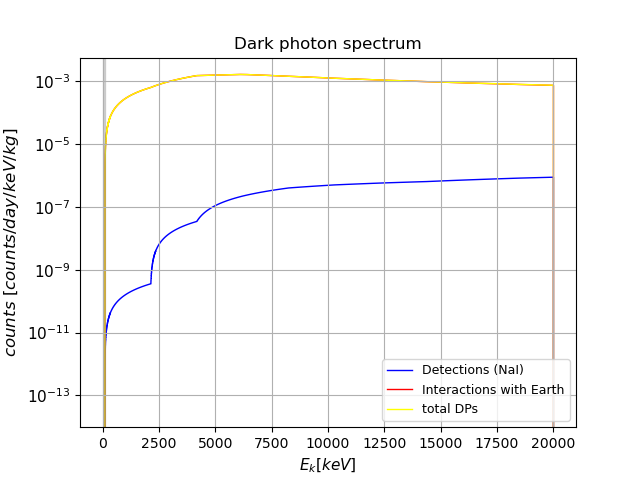 Dark photon spectrum
counts [counts/day/keV/kg]
10⁻³
10⁻⁵
10⁻⁷
10⁻⁹
10⁻¹¹
10⁻¹³
Detections (NaI)
Interactions with Earth
total DPs
0 2500 5000 7500 10000 12500 15000 17500 20000
Eₖ[keV]